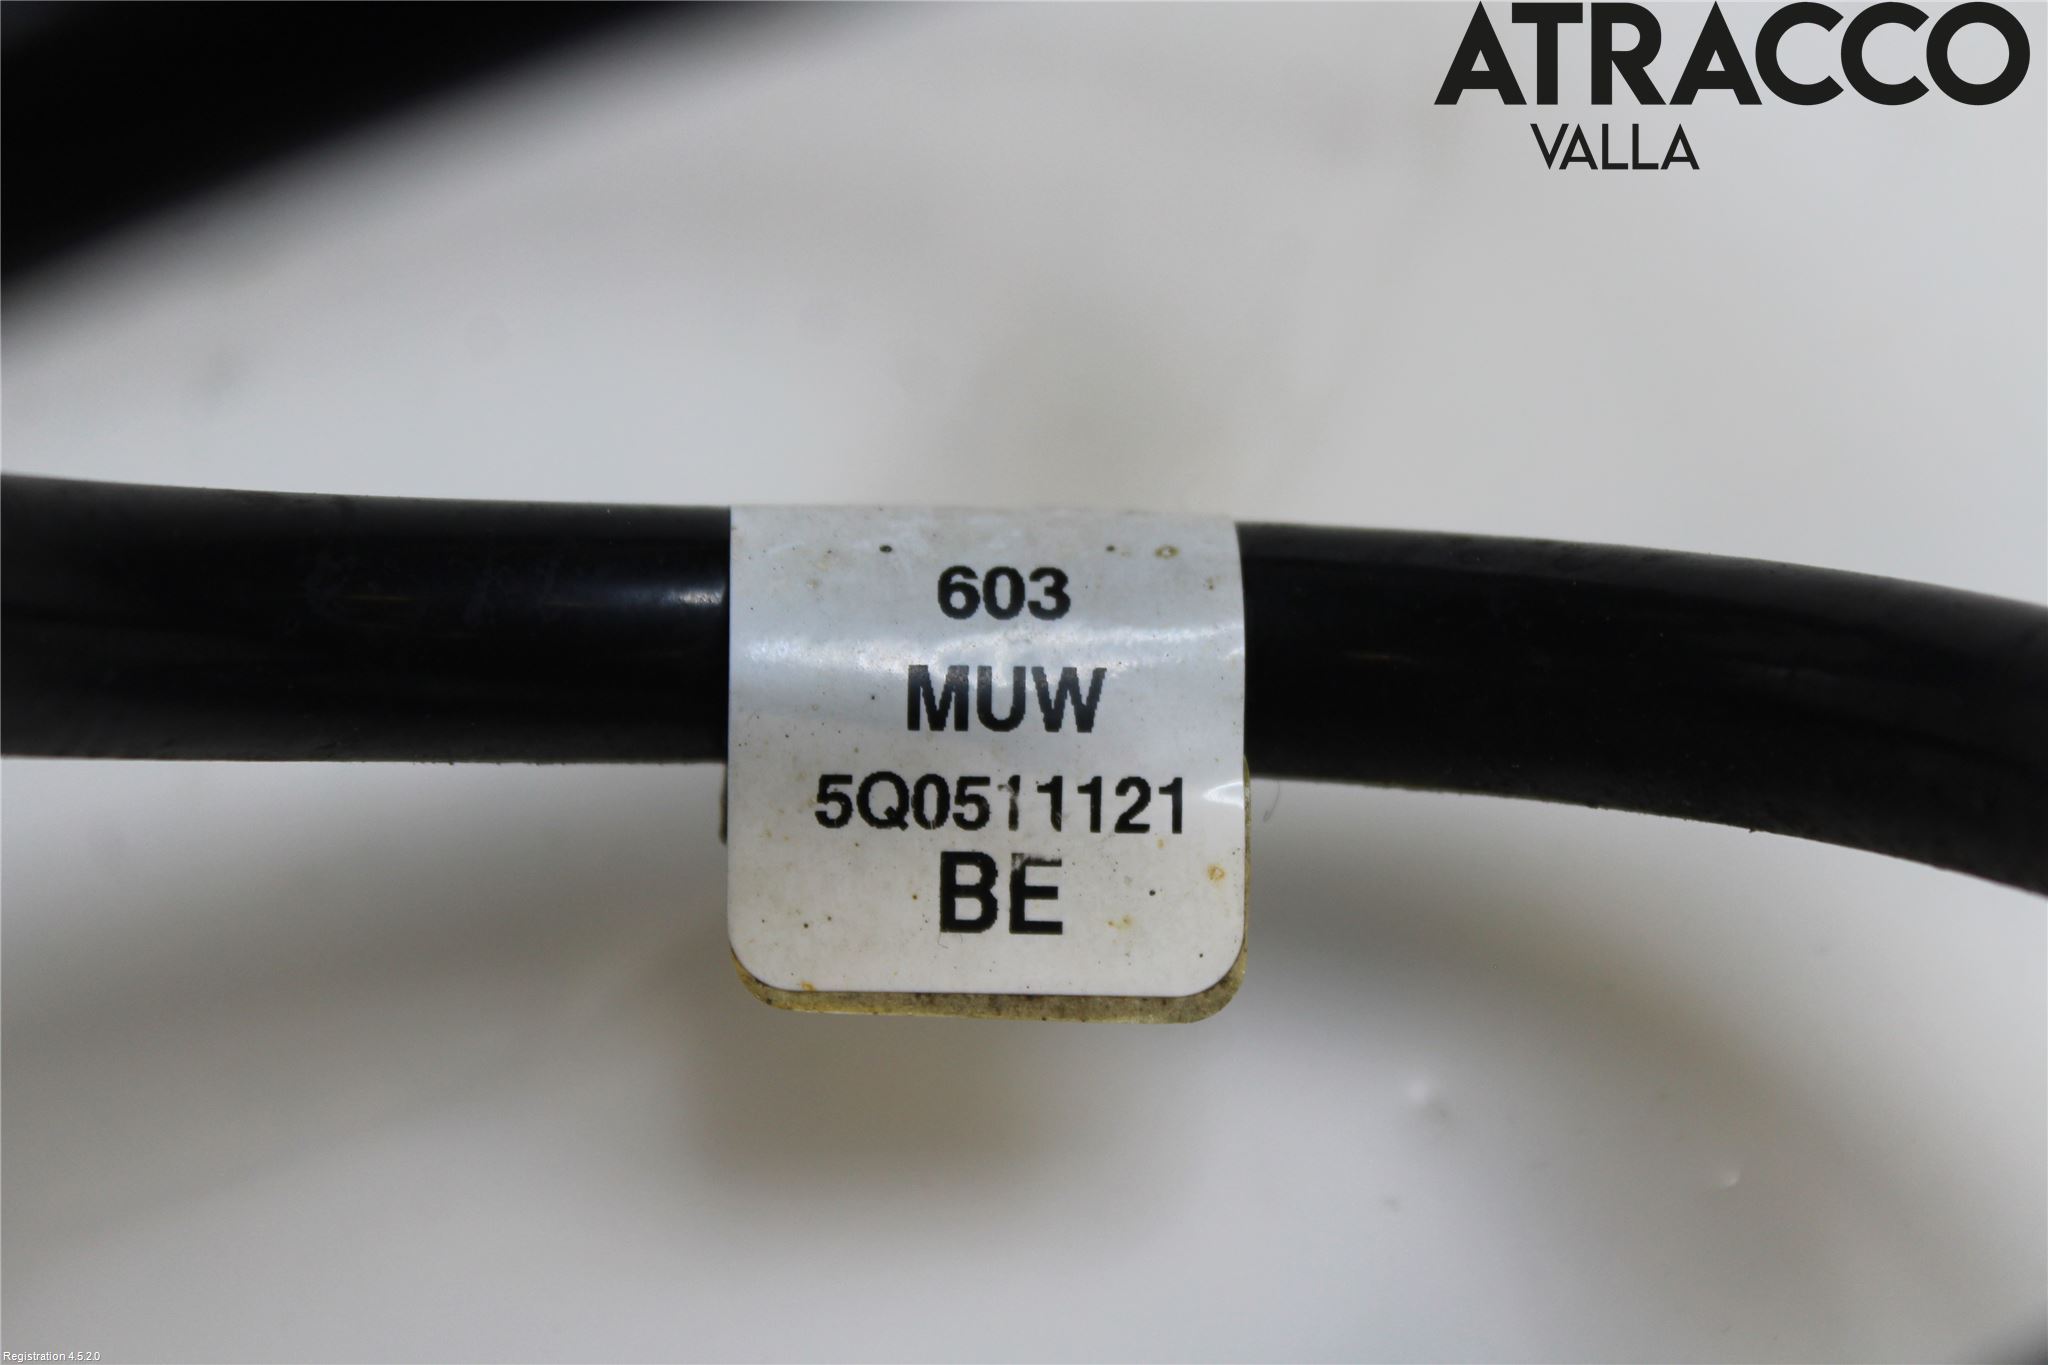 ATRACCO
VALLA
603
MUW
5Q0511121
BE
Registration 4.5.2.0